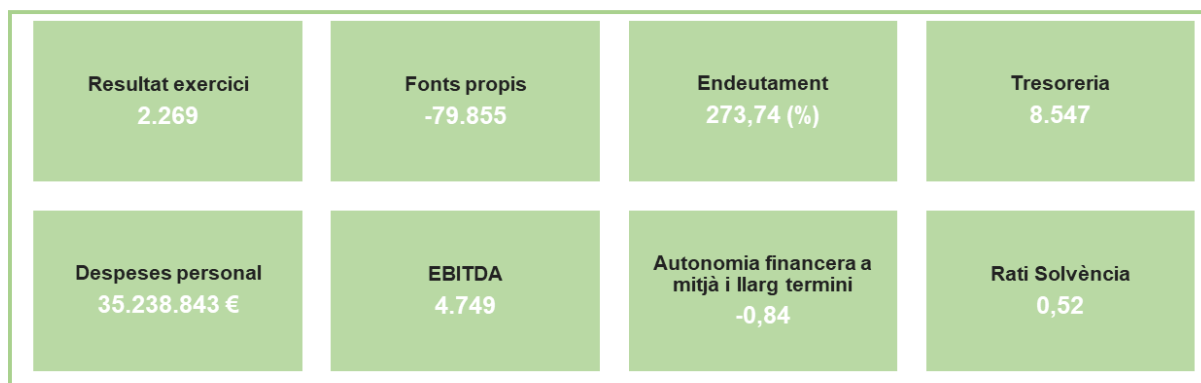 Resultat exercici
2.269
Fonts propis
-79.855
Endeutament
273,74 (%)
Tresoreria
8.547
Despeses personal
35.238.843 €
EBITDA
4.749
Autonomia financera a
mitjà i llarg termini
-0,84
Rati Solvència
0,52